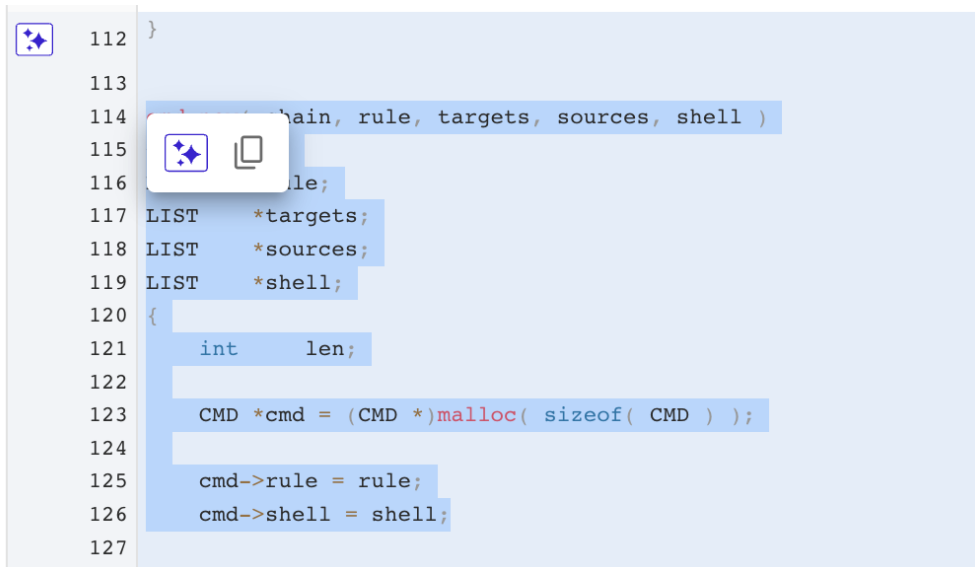 112 }
113
114 hain, rule, targets, sources, shell )
115
116 le;
117 LIST *targets;
118 LIST *sources;
119 LIST *shell;
120 {
121 int len;
122
123 CMD *cmd = (CMD *)malloc( sizeof( CMD ) );
124
125 cmd->rule = rule;
126 cmd->shell = shell;
127